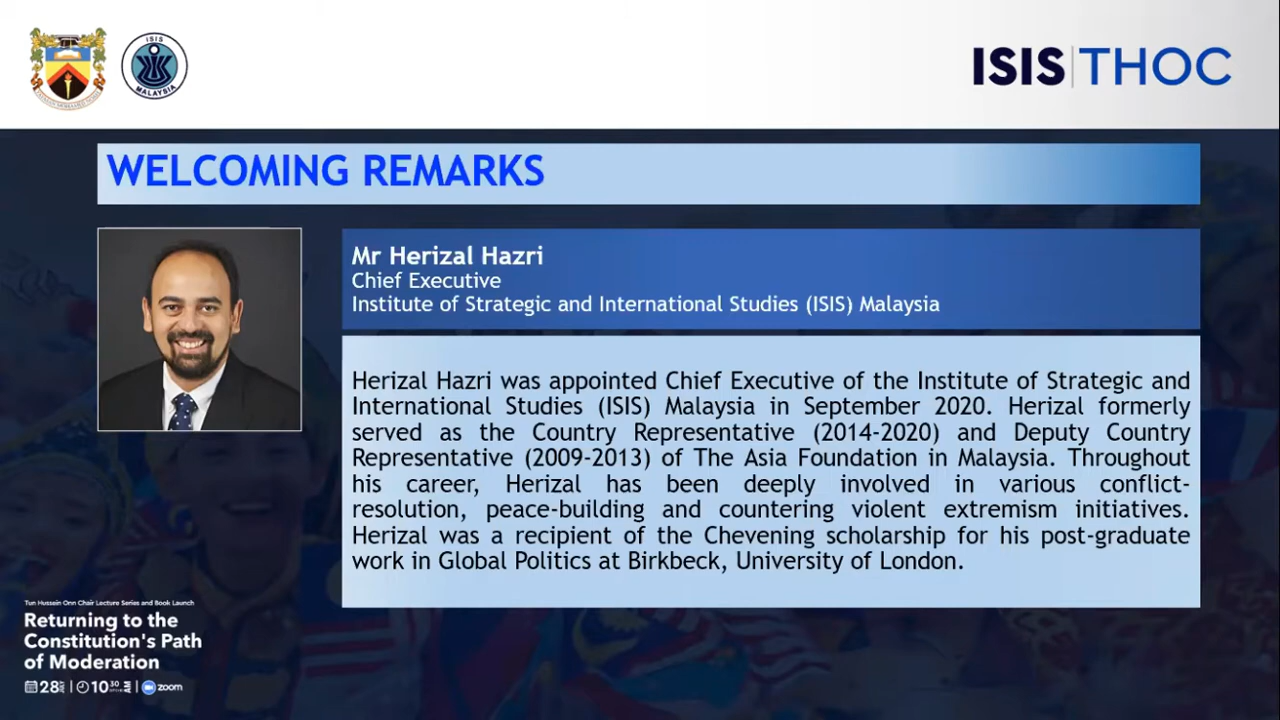 ISIS
MALAYSIA
ISIS THOC
WELCOMING REMARKS
Mr Herizal Hazri
Chief Executive
Institute of Strategic and International Studies (ISIS) Malaysia
Herizal Hazri was appointed Chief Executive of the Institute of Strategic and
International Studies (ISIS) Malaysia in September 2020. Herizal formerly
served as the Country Representative (2014-2020) and Deputy Country
Representative (2009-2013) of The Asia Foundation in Malaysia. Throughout
his career, Herizal has been deeply involved in various conflict-
resolution, peace-building and countering violent extremism initiatives.
Herizal was a recipient of the Chevening scholarship for his post-graduate
work in Global Politics at Birkbeck, University of London.
Tun Hussein Onn Chair Lecture Series and Book Launch
Returning to the
Constitution's Path
of Moderation
28 | 10 30 AM | zoom